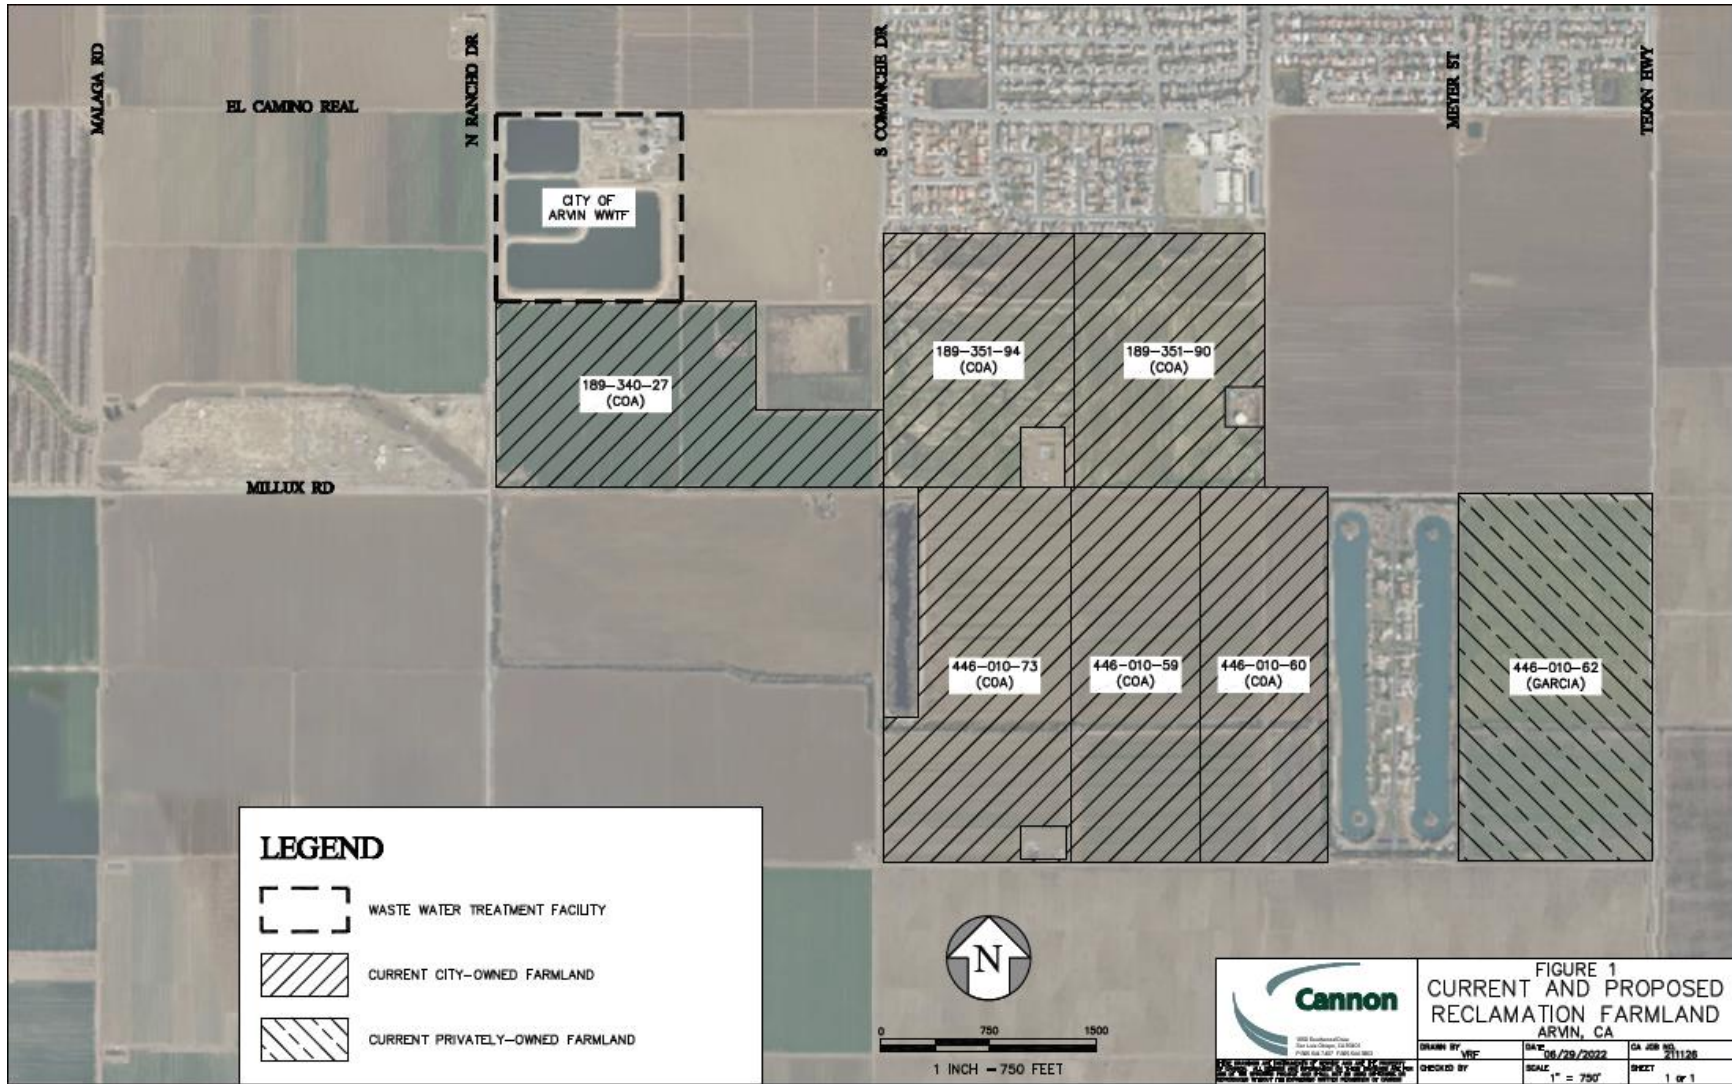 MALAGA RD
EL CAMINO REAL
N RANCHO DR
S COMANCHE DR
MEYER ST
TEJON HWY
CITY OF
ARVIN WWTF
189-340-27
(COA)
189-351-94
(COA)
189-351-90
(COA)
MILLUX RD
446-010-73
(COA)
446-010-59
(COA)
446-010-60
(COA)
446-010-62
(GARCIA)
LEGEND
WASTE WATER TREATMENT FACILITY
CURRENT CITY-OWNED FARMLAND
CURRENT PRIVATELY-OWNED FARMLAND
N
0 750 1500
1 INCH = 750 FEET
Cannon
FIGURE 1
CURRENT AND PROPOSED
RECLAMATION FARMLAND
ARVIN, CA
DRAWN BY VRF
DATE 06/29/2022
CA JOB NO. 211126
CHECKED BY
SCALE 1" = 750'
SHEET 1 OF 1